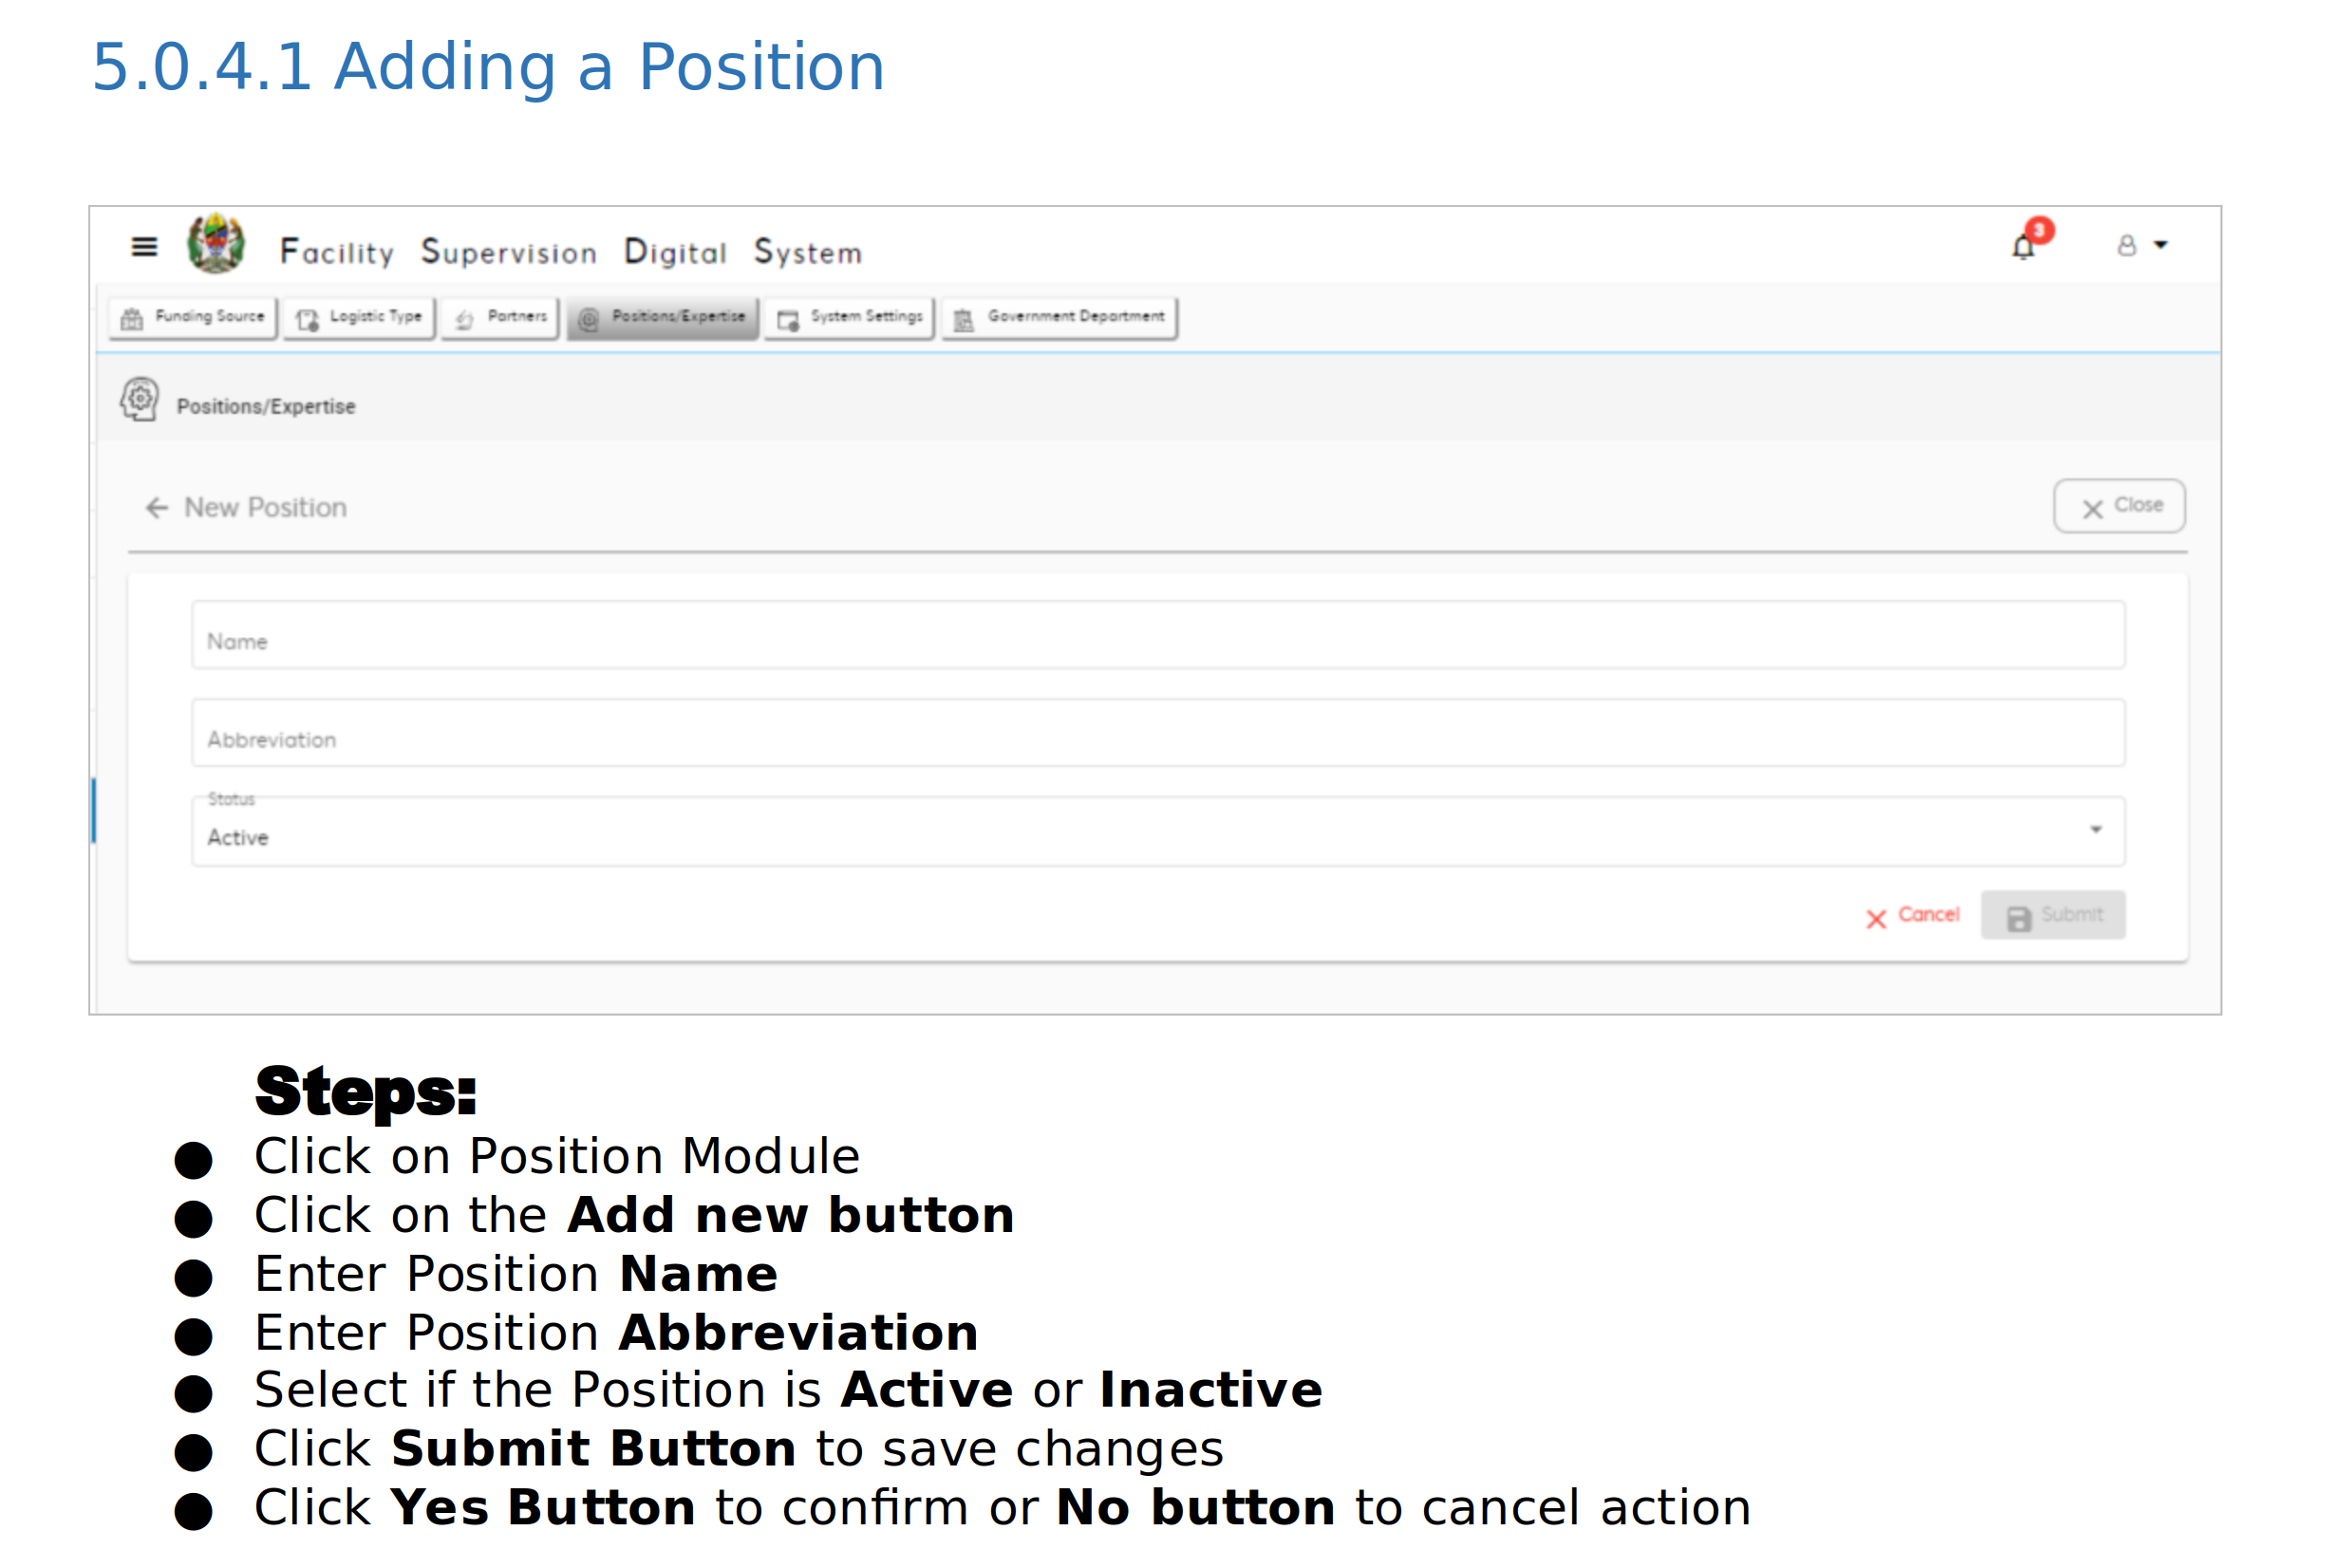 5.0.4.1 Adding a Position
Facility Supervision Digital System
3
Funding Source Logistic Type Partners Positions/Expertise System Settings Government Department
Positions/Expertise
New Position
Close
Name
Abbreviation
Status
Active
Cancel Submit
Steps:
● Click on Position Module
● Click on the Add new button
● Enter Position Name
● Enter Position Abbreviation
● Select if the Position is Active or Inactive
● Click Submit Button to save changes
● Click Yes Button to confirm or No button to cancel action